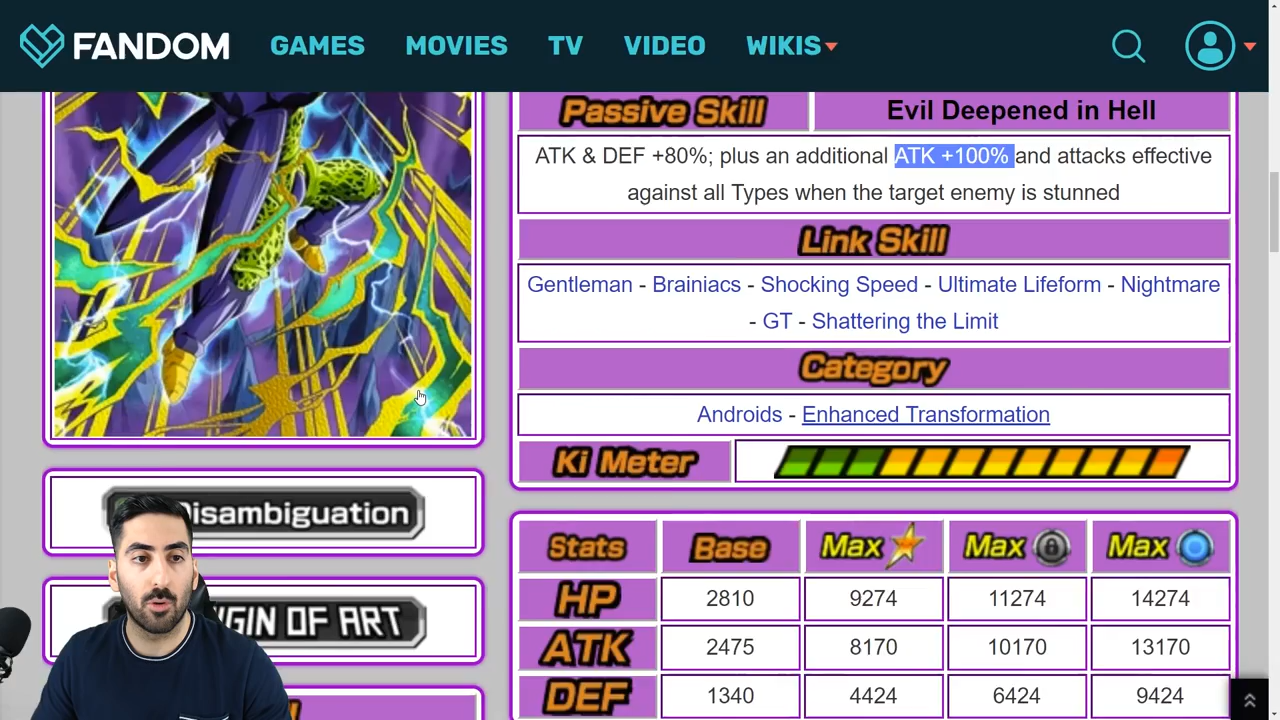 FANDOM GAMES MOVIES TV VIDEO WIKIS
Passive Skill Evil Deepened in Hell
ATK & DEF +80%; plus an additional ATK +100% and attacks effective
against all Types when the target enemy is stunned
Link Skill
Gentleman - Brainiacs - Shocking Speed - Ultimate Lifeform - Nightmare
- GT - Shattering the Limit
Category
Androids - Enhanced Transformation
Ki Meter
Disambiguation
ORIGIN OF ART
Stats Base Max Max Max
HP 2810 9274 11274 14274
ATK 2475 8170 10170 13170
DEF 1340 4424 6424 9424